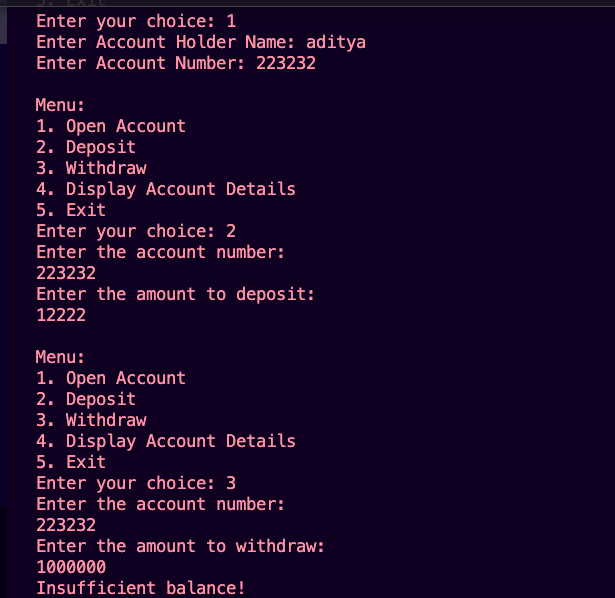 5. Exit
Enter your choice: 1
Enter Account Holder Name: aditya
Enter Account Number: 223232
Menu:
1. Open Account
2. Deposit
3. Withdraw
4. Display Account Details
5. Exit
Enter your choice: 2
Enter the account number:
223232
Enter the amount to deposit:
12222
Menu:
1. Open Account
2. Deposit
3. Withdraw
4. Display Account Details
5. Exit
Enter your choice: 3
Enter the account number:
223232
Enter the amount to withdraw:
1000000
Insufficient balance!